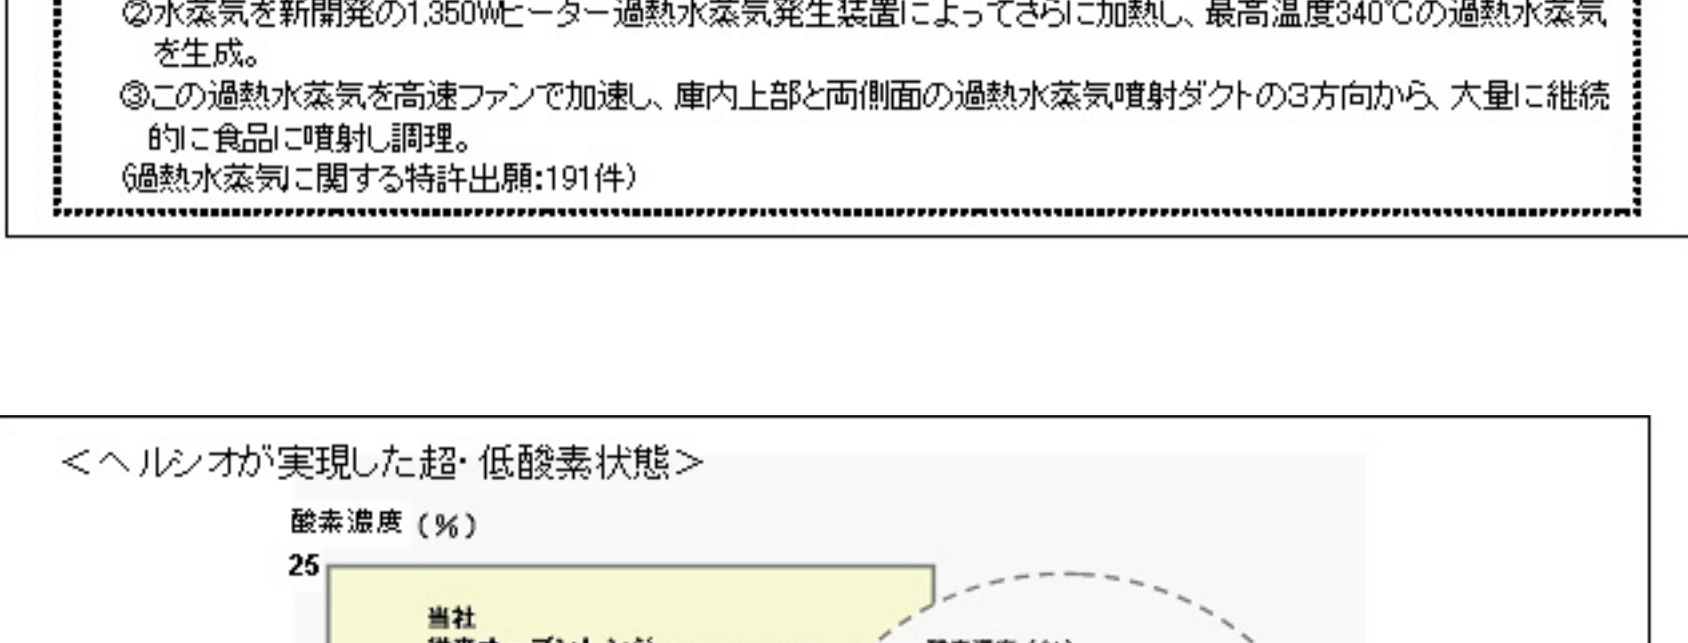 ②水蒸気を新開発の1,350Wヒーター過熱水蒸気発生装置によってさらに加熱し、最高温度340℃の過熱水蒸気
を生成。
③この過熱水蒸気を高速ファンで加速し、庫内上部と両側面の過熱水蒸気噴射ダクトの3方向から、大量に継続
的に食品に噴射し調理。
(過熱水蒸気に関する特許出願:191件)
＜ヘルシオが実現した超・低酸素状態＞
酸素濃度 (%)
25
当社